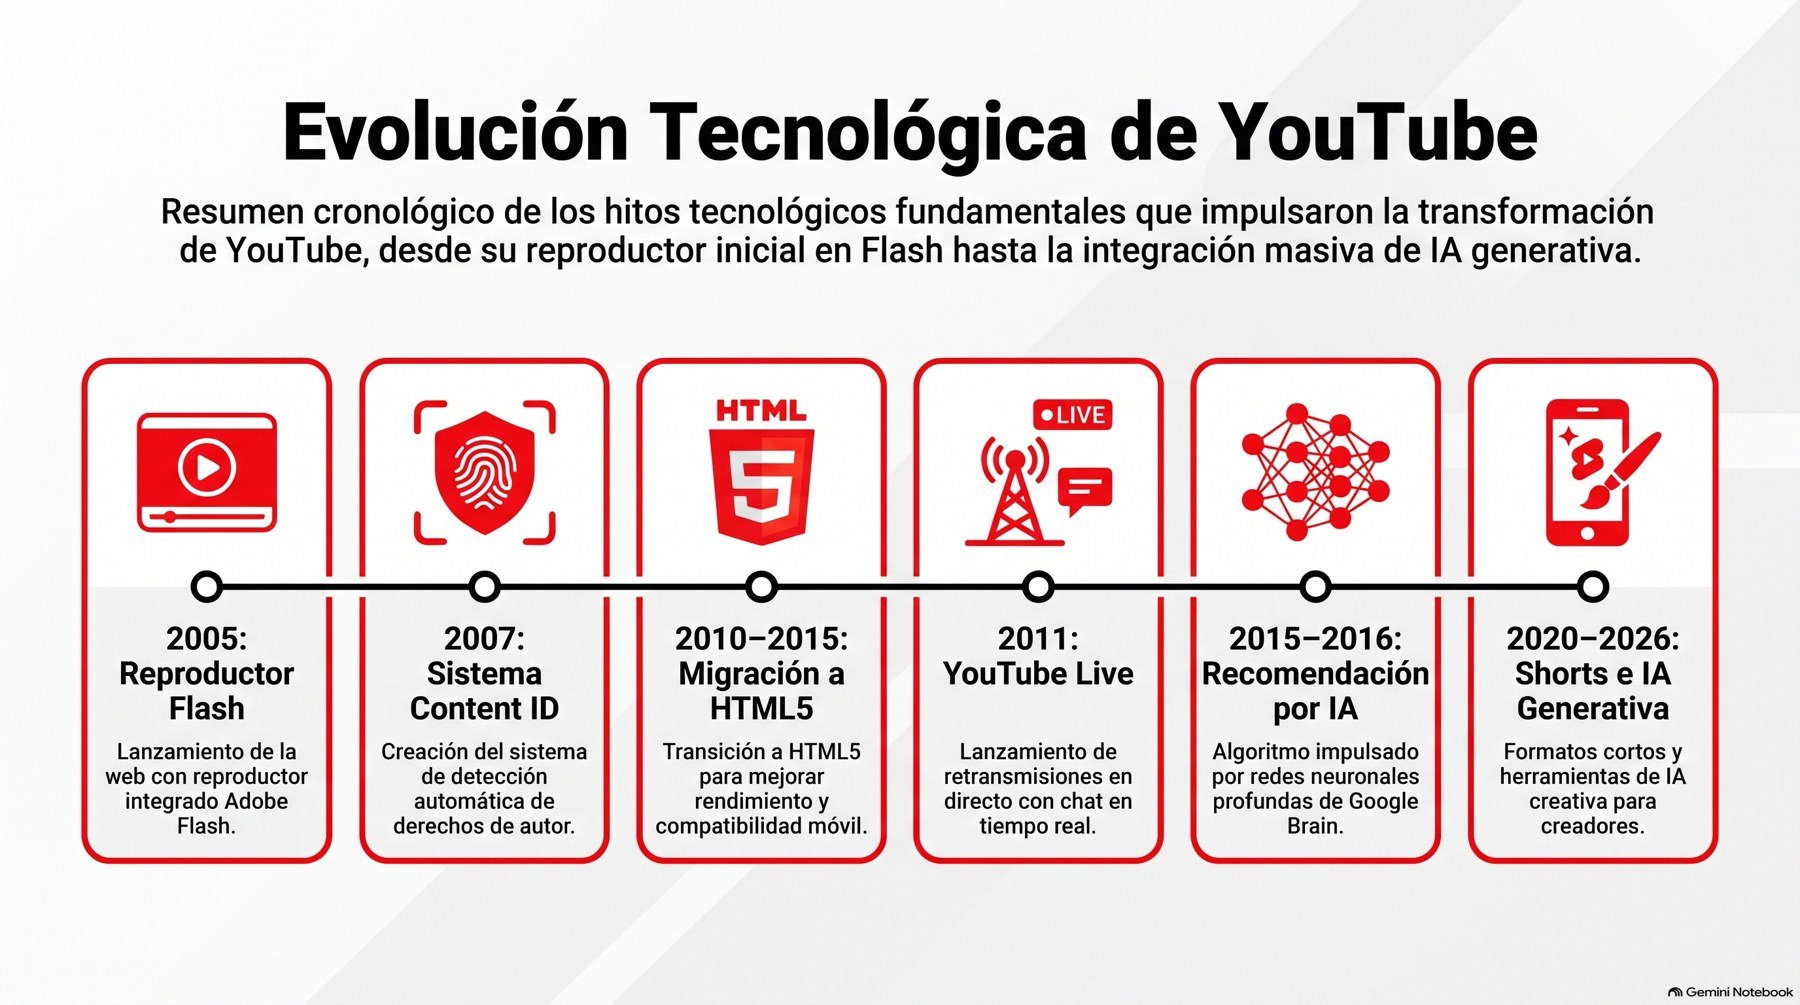 Evolución Tecnológica de YouTube
Resumen cronológico de los hitos tecnológicos fundamentales que impulsaron la transformación
de YouTube, desde su reproductor inicial en Flash hasta la integración masiva de IA generativa.
HTML
5
LIVE
2005:
Reproductor
Flash
Lanzamiento de la
web con reproductor
integrado Adobe
Flash.
2007:
Sistema
Content ID
Creación del sistema
de detección
automática de
derechos de autor.
2010–2015:
Migración a
HTML5
Transición a HTML5
para mejorar
rendimiento y
compatibilidad móvil.
2011:
YouTube Live
Lanzamiento de
retransmisiones en
directo con chat en
tiempo real.
2015–2016:
Recomendación
por IA
Algoritmo impulsado
por redes neuronales
profundas de Google
Brain.
2020–2026:
Shorts e IA
Generativa
Formatos cortos y
herramientas de IA
creativa para
creadores.
Gemini Notebook